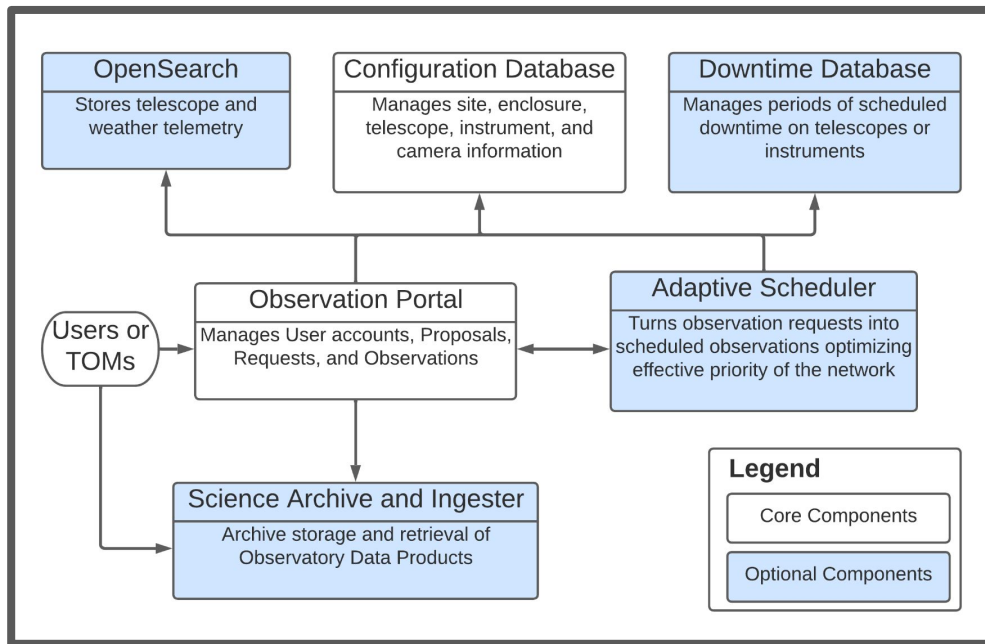 OpenSearch
Stores telescope and
weather telemetry
Configuration Database
Manages site, enclosure,
telescope, instrument, and
camera information
Downtime Database
Manages periods of scheduled
downtime on telescopes or
instruments
Users or
TOMs
Observation Portal
Manages User accounts, Proposals,
Requests, and Observations
Adaptive Scheduler
Turns observation requests into
scheduled observations optimizing
effective priority of the network
Science Archive and Ingester
Archive storage and retrieval of
Observatory Data Products
Legend
Core Components
Optional Components